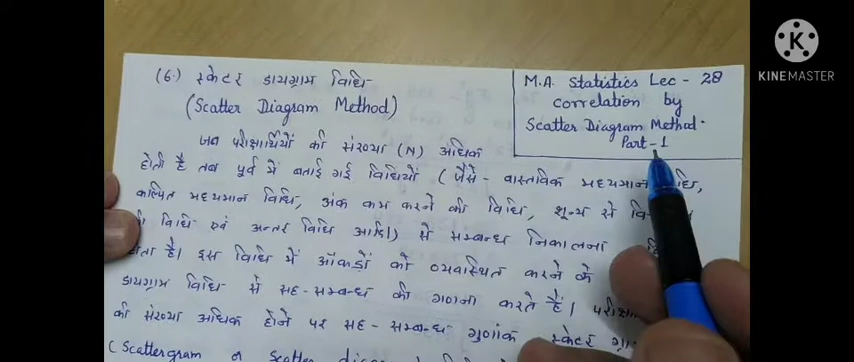 (6.) स्केटर डायग्राम विधि-
(Scatter Diagram Method)
M.A. Statistics Lec - 28
correlation by
Scatter Diagram Method.
Part-1
KINEMASTER
जब परीक्षार्थियों की संख्या (N) अधिक
होती है तब पूर्व में बताई गई विधियों (जैसे - वास्तविक मध्यमान
कल्पित मध्यमान विधि, अंक कम करने की विधि, शून्य से
विधि एवं अन्तर विधि आदि) से सम्बन्ध निकालना
है। इस विधि में आँकड़ों को व्यवस्थित करने के
डायग्राम विधि से सह-सम्बन्ध की गणना करते हैं।
की संख्या अधिक होने पर सह-सम्बन्ध गुणांक स्केटर
(Scattergram or Scatter